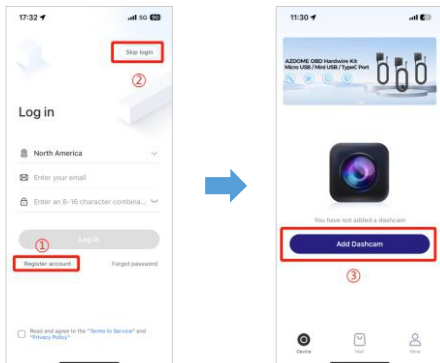 17:32
5G
Skip login
②
Log in
North America
Enter your email
Enter an 8-16 character combina...
Log in
①
Register account
Forgot password
Read and agree to the "Terms to Service" and
"Privacy Policy"
11:30
AZDOME OBD Hardwire Kit
Micro USB / Mini USB / TypeC Port
You have not added a dashcam
Add Dashcam
③
Device
Mall
Mine